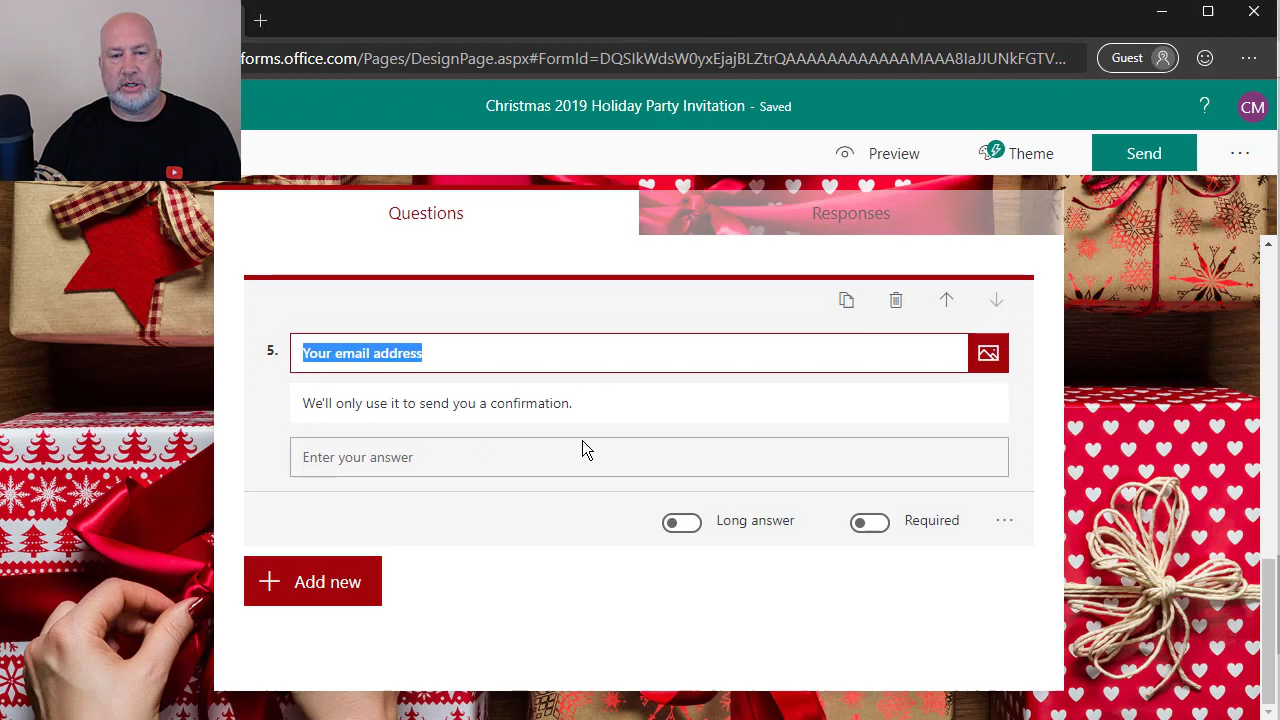 forms.office.com/Pages/DesignPage.aspx#FormId=DQSIkWdsW0yxEjajBLZtrQAAAAAAAAAAAAMAAA8IaJJUNkFGTV...
Guest
Christmas 2019 Holiday Party Invitation - Saved
?
CM
Preview
Theme
Send
Questions
Responses
5.
Your email address
We'll only use it to send you a confirmation.
Enter your answer
Long answer
Required
Add new